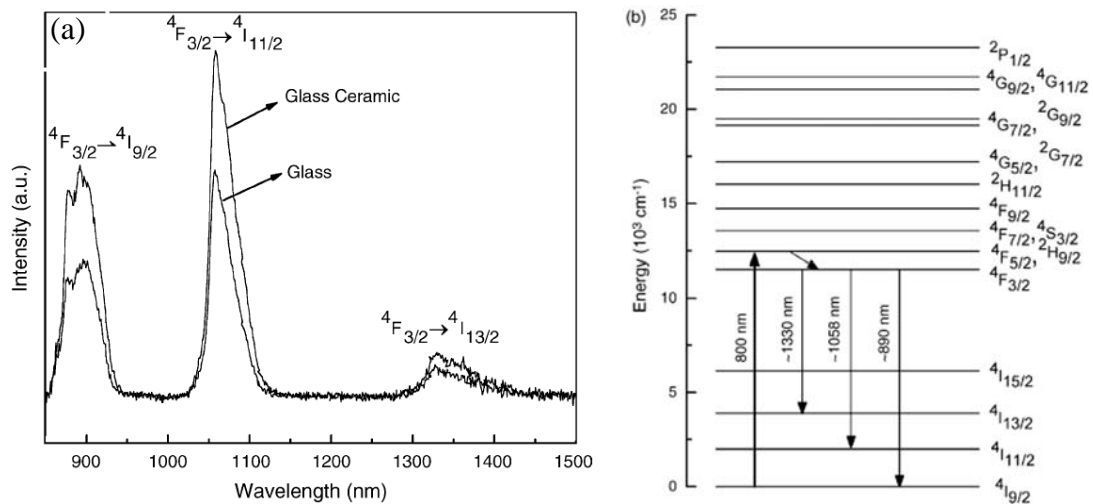 (a)
⁴F₃/₂→⁴I₁₁/₂
Glass Ceramic
⁴F₃/₂→⁴I₉/₂
Glass
⁴F₃/₂→⁴I₁₃/₂
Intensity (a.u.)
900 1000 1100 1200 1300 1400 1500
Wavelength (nm)
(b)
25
20
15
10
5
0
Energy (10³ cm⁻¹)
²P₁/₂
⁴G₉/₂, ⁴G₁₁/₂
⁴G₇/₂, ²G₉/₂
⁴G₅/₂, ²G₇/₂
²H₁₁/₂
⁴F₉/₂
⁴F₇/₂, ⁴S₃/₂
⁴F₅/₂, ²H₉/₂
⁴F₃/₂
⁴I₁₅/₂
⁴I₁₃/₂
⁴I₁₁/₂
⁴I₉/₂
800 nm
~1330 nm
~1058 nm
~890 nm